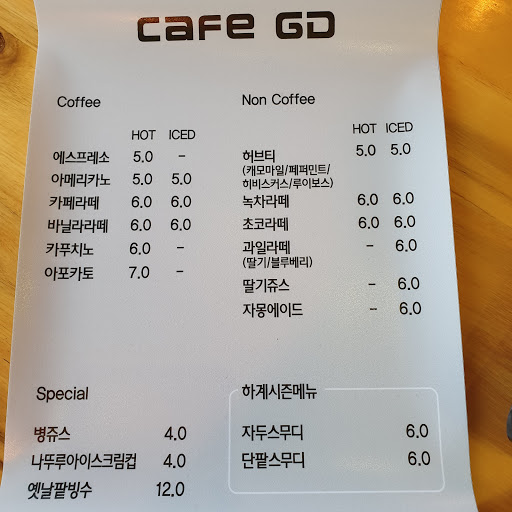 cafe GD
Coffee
HOT ICED
에스프레소 5.0 -
아메리카노 5.0 5.0
카페라떼 6.0 6.0
바닐라라떼 6.0 6.0
카푸치노 6.0 -
아포카토 7.0 -
Non Coffee
HOT ICED
허브티 5.0 5.0
(캐모마일/페퍼민트/
히비스커스/루이보스)
녹차라떼 6.0 6.0
초코라떼 6.0 6.0
과일라떼 - 6.0
(딸기/블루베리)
딸기쥬스 - 6.0
자몽에이드 - 6.0
Special
병쥬스 4.0
나뚜루아이스크림컵 4.0
옛날팥빙수 12.0
하계시즌메뉴
자두스무디 6.0
단팥스무디 6.0